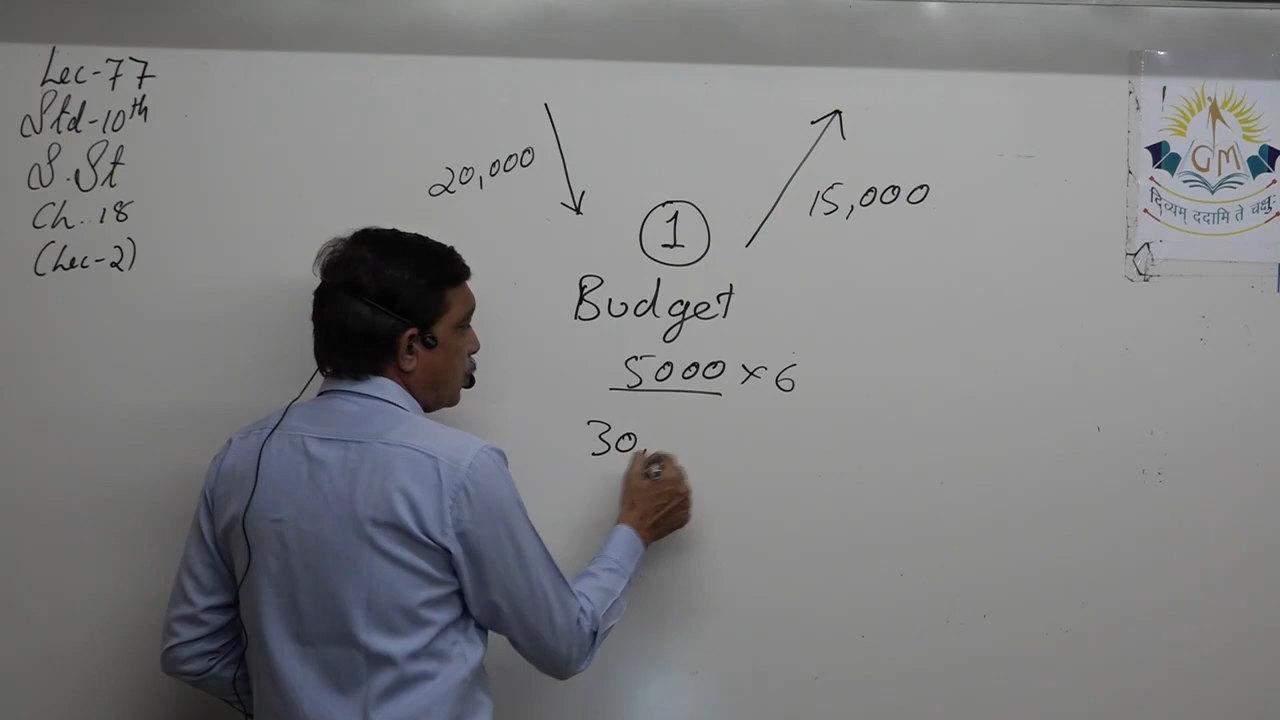 Lec-77
Std-10th
S.St
Ch. 18
(Lec-2)
20,000
15,000
1
Budget
5000 × 6
30,
GM
दिव्यम् ददामि ते चक्षुः